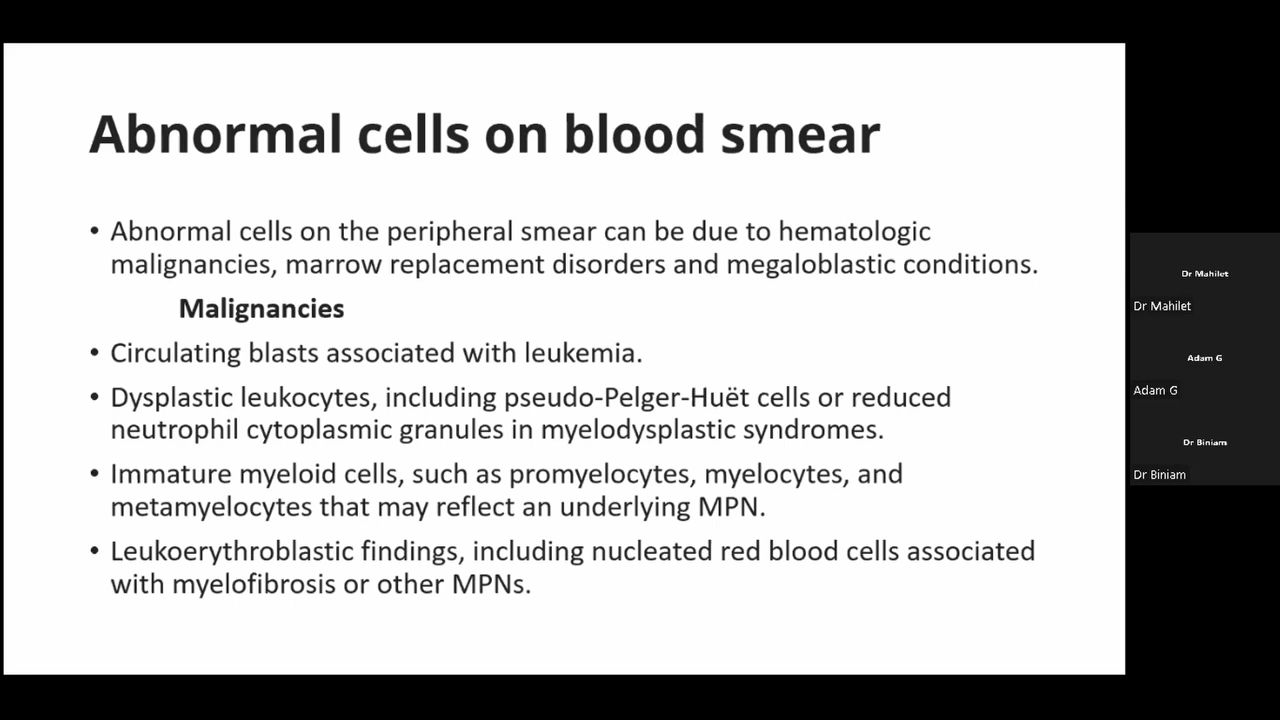 Abnormal cells on blood smear
• Abnormal cells on the peripheral smear can be due to hematologic
malignancies, marrow replacement disorders and megaloblastic conditions.
Malignancies
• Circulating blasts associated with leukemia.
• Dysplastic leukocytes, including pseudo-Pelger-Huët cells or reduced
neutrophil cytoplasmic granules in myelodysplastic syndromes.
• Immature myeloid cells, such as promyelocytes, myelocytes, and
metamyelocytes that may reflect an underlying MPN.
• Leukoerythroblastic findings, including nucleated red blood cells associated
with myelofibrosis or other MPNs.
Dr Mahilet
Dr Mahilet
Adam G
Adam G
Dr Biniam
Dr Biniam